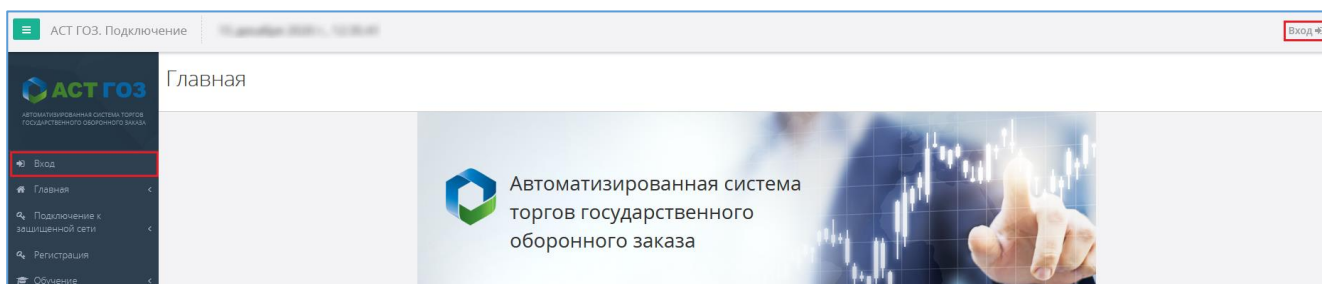 АСТ ГОЗ. Подключение
Вход
АСТ ГОЗ
АВТОМАТИЗИРОВАННАЯ СИСТЕМА ТОРГОВ
ГОСУДАРСТВЕННОГО ОБОРОННОГО ЗАКАЗА
Главная
Вход
Главная
Подключение к
защищенной сети
Регистрация
Обучение
Автоматизированная система
торгов государственного
оборонного заказа